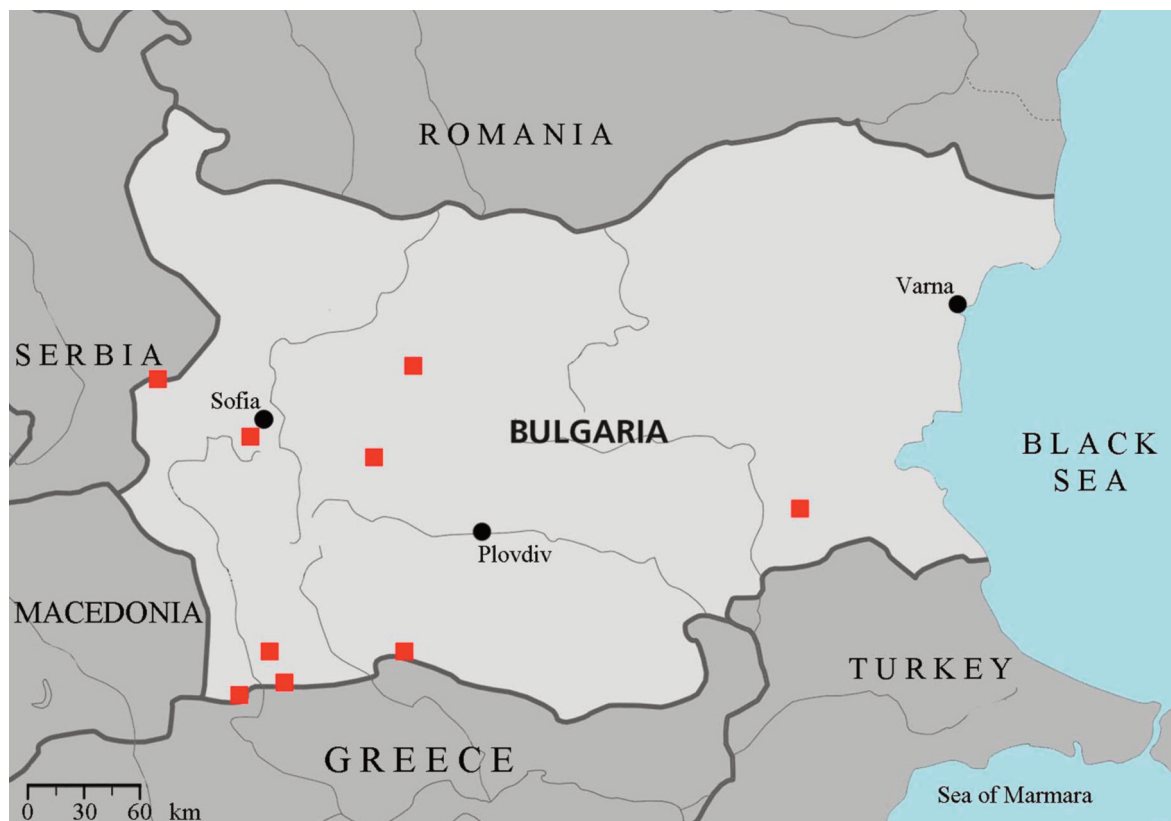 ROMANIA
Varna
SERBIA
Sofia
BULGARIA
BLACK
SEA
Plovdiv
MACEDONIA
TURKEY
GREECE
0 30 60 km
Sea of Marmara